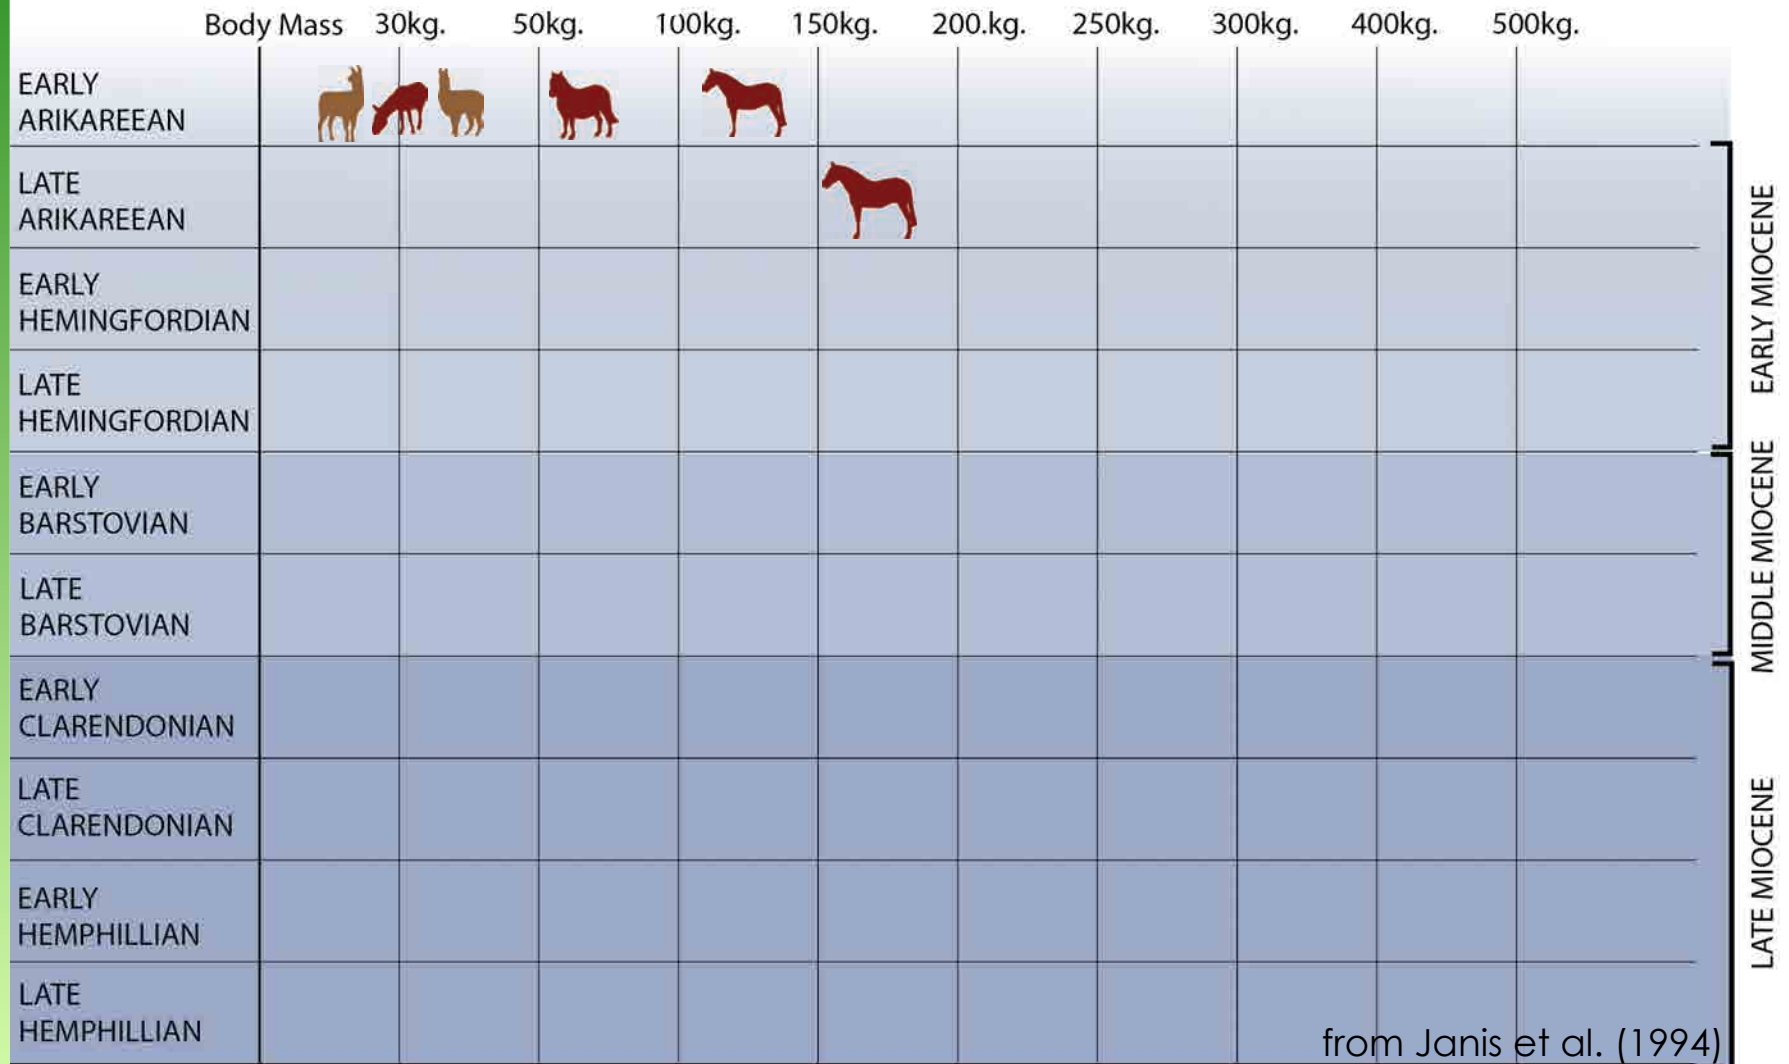 Body Mass 30kg. 50kg. 100kg. 150kg. 200.kg. 250kg. 300kg. 400kg. 500kg.
EARLY
ARIKAREEAN
LATE
ARIKAREEAN
EARLY
HEMINGFORDIAN
LATE
HEMINGFORDIAN
EARLY
BARSTOVIAN
LATE
BARSTOVIAN
EARLY
CLARENDONIAN
LATE
CLARENDONIAN
EARLY
HEMPHILLIAN
LATE
HEMPHILLIAN
EARLY MIOCENE
MIDDLE MIOCENE
LATE MIOCENE
from Janis et al. (1994)